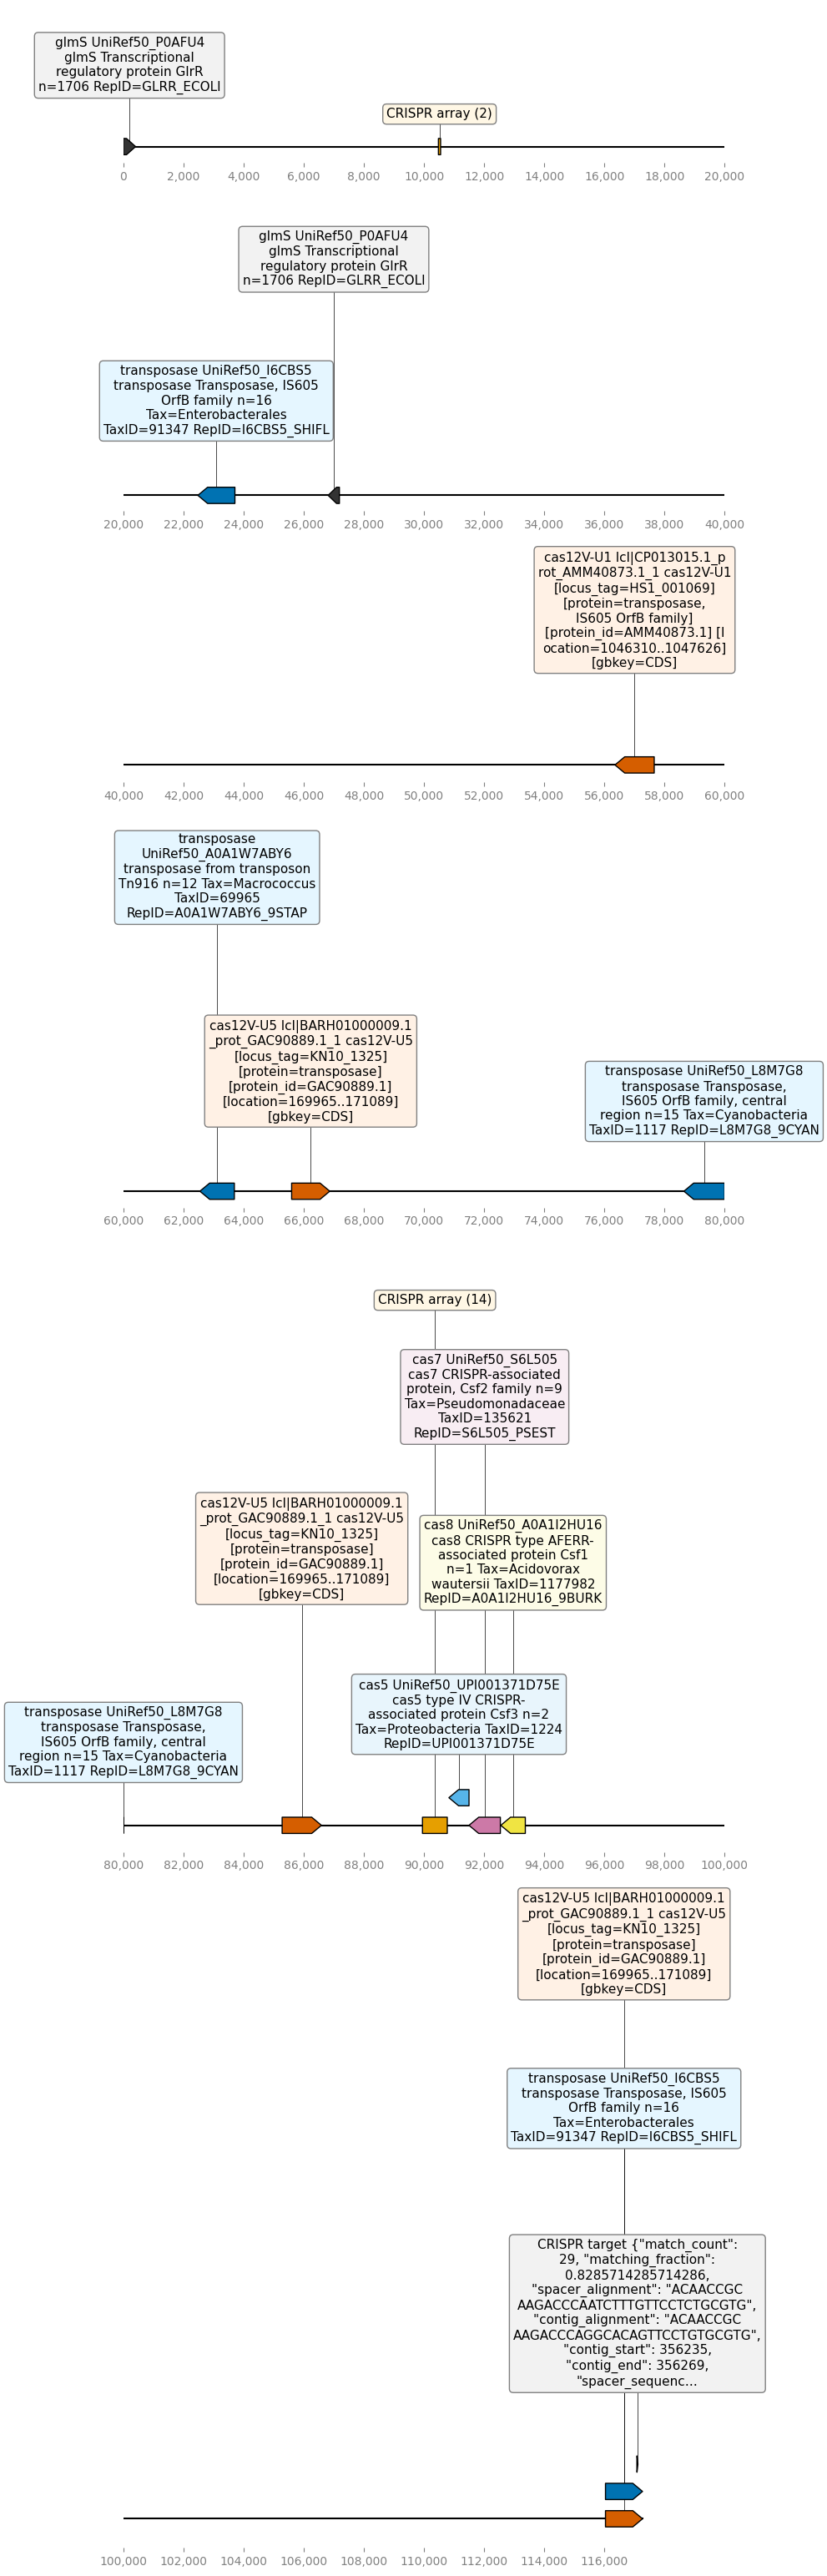 glmS UniRef50_P0AFU4
glmS Transcriptional
regulatory protein GlrR
n=1706 RepID=GLRR_ECOLI
CRISPR array (2)
0
2,000
4,000
6,000
8,000
10,000
12,000
14,000
16,000
18,000
20,000
glmS UniRef50_P0AFU4
glmS Transcriptional
regulatory protein GlrR
n=1706 RepID=GLRR_ECOLI
transposase UniRef50_I6CBS5
transposase Transposase, IS605
OrfB family n=16
Tax=Enterobacterales
TaxID=91347 RepID=I6CBS5_SHIFL
20,000
22,000
24,000
26,000
28,000
30,000
32,000
34,000
36,000
38,000
40,000
cas12V-U1 lcl|CP013015.1_p
rot_AMM40873.1_1 cas12V-U1
[locus_tag=HS1_001069]
[protein=transposase,
IS605 OrfB family]
[protein_id=AMM40873.1] [l
ocation=1046310..1047626]
[gbkey=CDS]
40,000
42,000
44,000
46,000
48,000
50,000
52,000
54,000
56,000
58,000
60,000
transposase
UniRef50_A0A1W7ABY6
transposase from transposon
Tn916 n=12 Tax=Macrococcus
TaxID=69965
RepID=A0A1W7ABY6_9STAP
cas12V-U5 lcl|BARH01000009.1
_prot_GAC90889.1_1 cas12V-U5
[locus_tag=KN10_1325]
[protein=transposase]
[protein_id=GAC90889.1]
[location=169965..171089]
[gbkey=CDS]
transposase UniRef50_L8M7G8
transposase Transposase,
IS605 OrfB family, central
region n=15 Tax=Cyanobacteria
TaxID=1117 RepID=L8M7G8_9CYAN
60,000
62,000
64,000
66,000
68,000
70,000
72,000
74,000
76,000
78,000
80,000
CRISPR array (14)
cas7 UniRef50_S6L505
cas7 CRISPR-associated
protein, Csf2 family n=9
Tax=Pseudomonadaceae
TaxID=135621
RepID=S6L505_PSEST
cas12V-U5 lcl|BARH01000009.1
_prot_GAC90889.1_1 cas12V-U5
[locus_tag=KN10_1325]
[protein=transposase]
[protein_id=GAC90889.1]
[location=169965..171089]
[gbkey=CDS]
cas8 UniRef50_A0A1I2HU16
cas8 CRISPR type AFERR-
associated protein Csf1
n=1 Tax=Acidovorax
wautersii TaxID=1177982
RepID=A0A1I2HU16_9BURK
cas5 UniRef50_UPI001371D75E
cas5 type IV CRISPR-
associated protein Csf3 n=2
Tax=Proteobacteria TaxID=1224
RepID=UPI001371D75E
transposase UniRef50_L8M7G8
transposase Transposase,
IS605 OrfB family, central
region n=15 Tax=Cyanobacteria
TaxID=1117 RepID=L8M7G8_9CYAN
80,000
82,000
84,000
86,000
88,000
90,000
92,000
94,000
96,000
98,000
100,000
cas12V-U5 lcl|BARH01000009.1
_prot_GAC90889.1_1 cas12V-U5
[locus_tag=KN10_1325]
[protein=transposase]
[protein_id=GAC90889.1]
[location=169965..171089]
[gbkey=CDS]
transposase UniRef50_I6CBS5
transposase Transposase, IS605
OrfB family n=16
Tax=Enterobacterales
TaxID=91347 RepID=I6CBS5_SHIFL
CRISPR target {"match_count":
29, "matching_fraction":
0.8285714285714286,
"spacer_alignment": "ACAACCGC
AAGACCCAATCTTTGTTCCTCTGCGTG",
"contig_alignment": "ACAACCGC
AAGACCCAGGCACAGTTCCTGTGCGTG",
"contig_start": 356235,
"contig_end": 356269,
"spacer_sequenc...
100,000
102,000
104,000
106,000
108,000
110,000
112,000
114,000
116,000